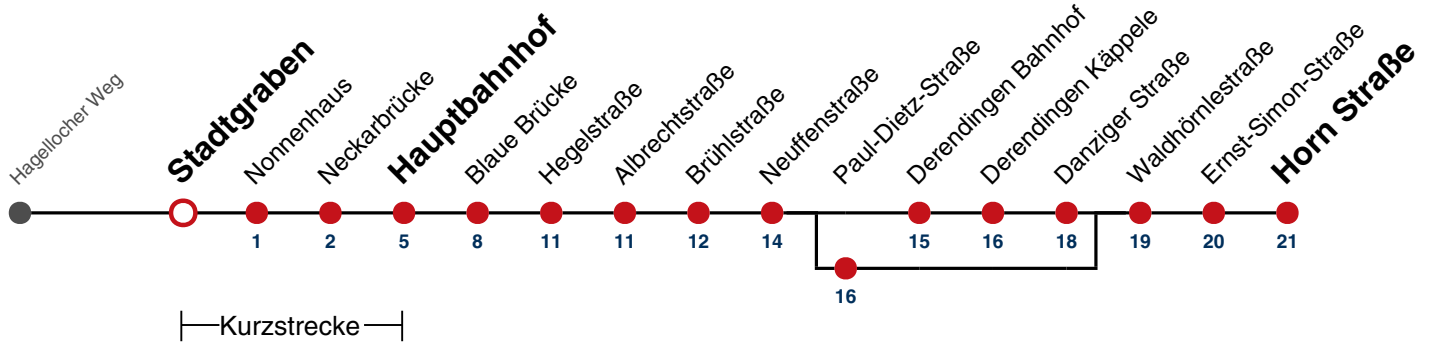 Hagellocher Weg
Stadtgraben
Nonnenhaus
Neckarbrücke
Hauptbahnhof
Blaue Brücke
Hegelstraße
Albrechtstraße
Brühlstraße
Neuffenstraße
Paul-Dietz-Straße
Derendingen Bahnhof
Derendingen Käppele
Danziger Straße
Waldhörnlestraße
Ernst-Simon-Straße
Horn Straße
1 2 5 8 11 11 12 14 15 16 18 19 20 21
16
Kurzstrecke